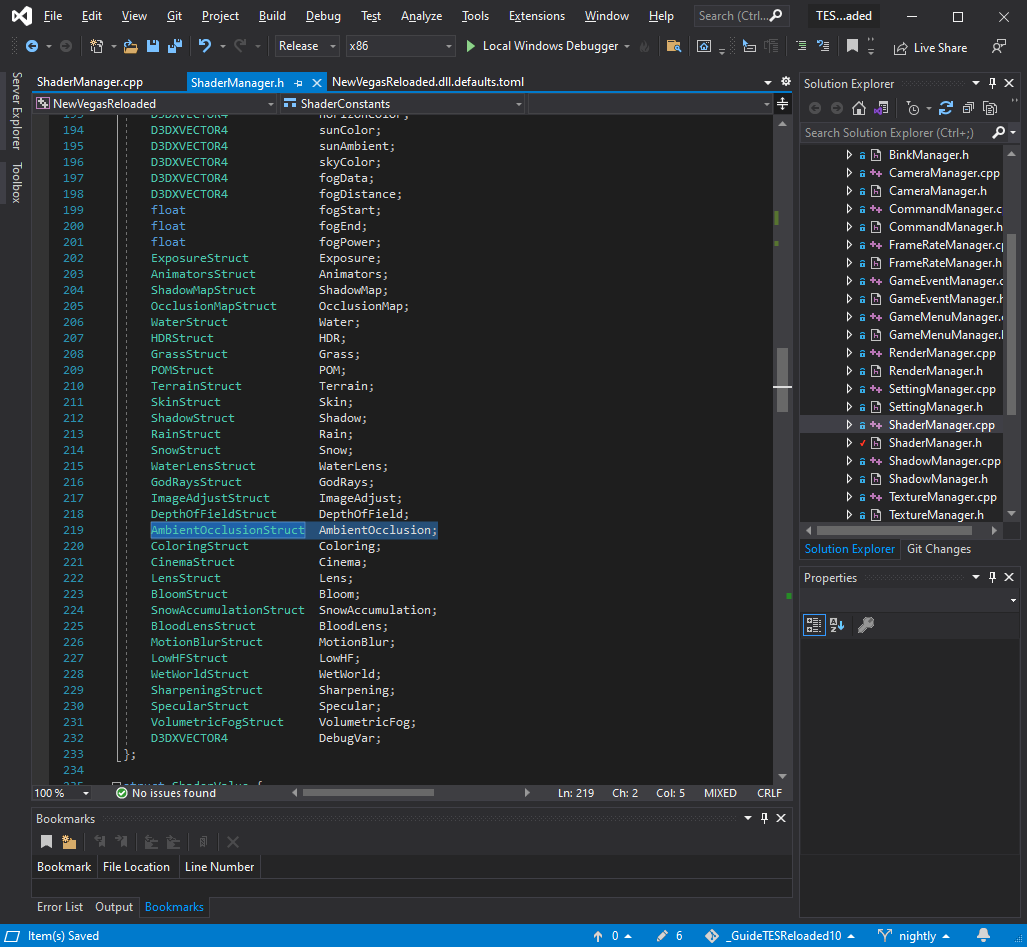 File Edit View Git Project Build Debug Test Analyze Tools Extensions Window Help Search (Ctrl... TES...aded
Release x86 Local Windows Debugger Live Share
Server Explorer
Toolbox
ShaderManager.cpp ShaderManager.h NewVegasReloaded.dll.defaults.toml
NewVegasReloaded ShaderConstants
193 D3DXVECTOR4 horizonColor;
194 D3DXVECTOR4 sunColor;
195 D3DXVECTOR4 sunAmbient;
196 D3DXVECTOR4 skyColor;
197 D3DXVECTOR4 fogData;
198 D3DXVECTOR4 fogDistance;
199 float fogStart;
200 float fogEnd;
201 float fogPower;
202 ExposureStruct Exposure;
203 AnimatorsStruct Animators;
204 ShadowMapStruct ShadowMap;
205 OcclusionMapStruct OcclusionMap;
206 WaterStruct Water;
207 HDRStruct HDR;
208 GrassStruct Grass;
209 POMStruct POM;
210 TerrainStruct Terrain;
211 SkinStruct Skin;
212 ShadowStruct Shadow;
213 RainStruct Rain;
214 SnowStruct Snow;
215 WaterLensStruct WaterLens;
216 GodRaysStruct GodRays;
217 ImageAdjustStruct ImageAdjust;
218 DepthOfFieldStruct DepthOfField;
219 AmbientOcclusionStruct AmbientOcclusion;
220 ColoringStruct Coloring;
221 CinemaStruct Cinema;
222 LensStruct Lens;
223 BloomStruct Bloom;
224 SnowAccumulationStruct SnowAccumulation;
225 BloodLensStruct BloodLens;
226 MotionBlurStruct MotionBlur;
227 LowHFStruct LowHF;
228 WetWorldStruct WetWorld;
229 SharpeningStruct Sharpening;
230 SpecularStruct Specular;
231 VolumetricFogStruct VolumetricFog;
232 D3DXVECTOR4 DebugVar;
233 };
234
235 struct ShaderValue {
100 % No issues found Ln: 219 Ch: 2 Col: 5 MIXED CRLF
Solution Explorer
Search Solution Explorer (Ctrl+;)
BinkManager.h
CameraManager.cpp
CameraManager.h
CommandManager.c
CommandManager.h
FrameRateManager.cp
FrameRateManager.h
GameEventManager.c
GameEventManager.h
GameMenuManager.c
GameMenuManager.h
RenderManager.cpp
RenderManager.h
SettingManager.cpp
SettingManager.h
ShaderManager.cpp
ShaderManager.h
ShadowManager.cpp
ShadowManager.h
TextureManager.cpp
TextureManager.h
Solution Explorer Git Changes
Properties
Bookmarks
Bookmark File Location Line Number
Error List Output Bookmarks
Item(s) Saved 0 6 _GuideTESReloaded10 nightly